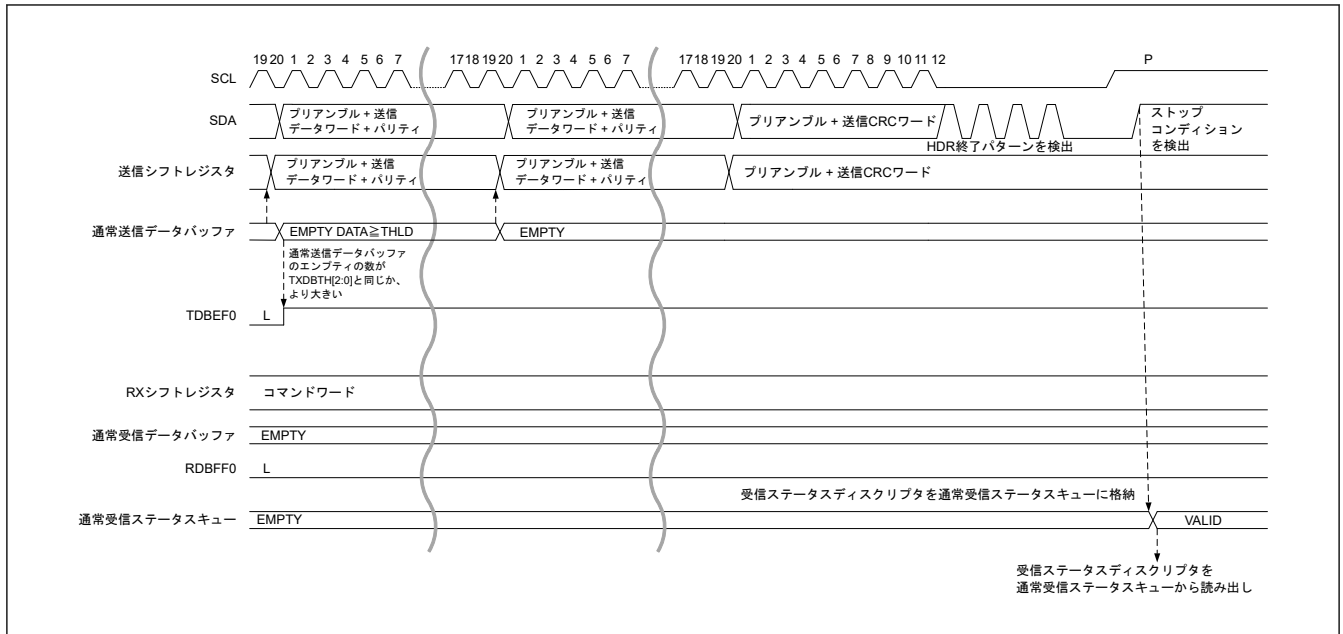 19 20 1 2 3 4 5 6 7 17 18 19 20 1 2 3 4 5 6 7 17 18 19 20 1 2 3 4 5 6 7 8 9 10 11 12 P
SCL
SDA
プリアンブル + 送信
データワード + パリティ
プリアンブル + 送信
データワード + パリティ
プリアンブル + 送信CRCワード
HDR終了パターンを検出
ストップ
コンディション
を検出
送信シフトレジスタ
プリアンブル + 送信
データワード + パリティ
プリアンブル + 送信
データワード + パリティ
プリアンブル + 送信CRCワード
通常送信データバッファ
EMPTY DATA≧THLD
EMPTY
通常送信データバッファ
のエンプティの数が
TXDBTH[2:0]と同じか、
より大きい
TDBEF0 L
RXシフトレジスタ コマンドワード
通常受信データバッファ EMPTY
RDBFF0 L
受信ステータスディスクリプタを通常受信ステータスキューに格納
通常受信ステータスキュー EMPTY VALID
受信ステータスディスクリプタを
通常受信ステータスキューから読み出し